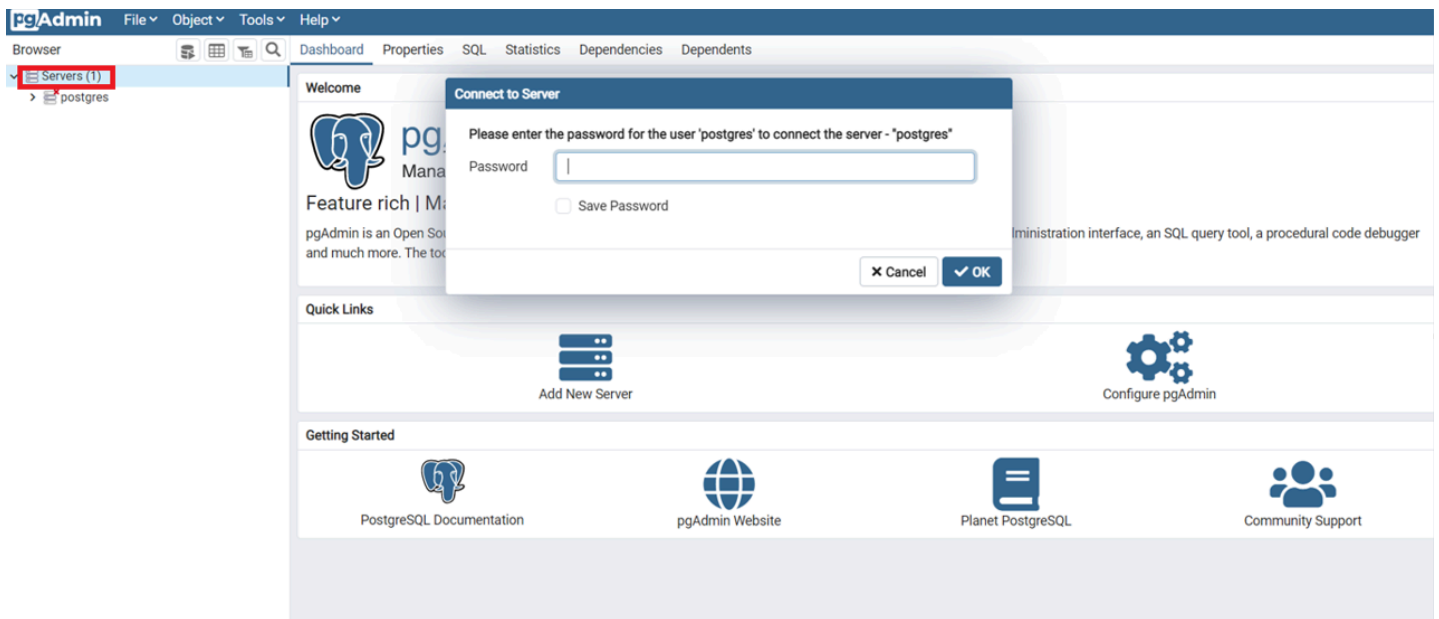 pgAdmin File Object Tools Help
Browser
Dashboard Properties SQL Statistics Dependencies Dependents
Servers (1)
postgres
Welcome
Connect to Server
Please enter the password for the user 'postgres' to connect the server - "postgres"
Password
Save Password
Cancel OK
pg
Mana
Feature rich | Ma
pgAdmin is an Open Sou
ministration interface, an SQL query tool, a procedural code debugger
and much more. The too
Quick Links
Add New Server
Configure pgAdmin
Getting Started
PostgreSQL Documentation
pgAdmin Website
Planet PostgreSQL
Community Support